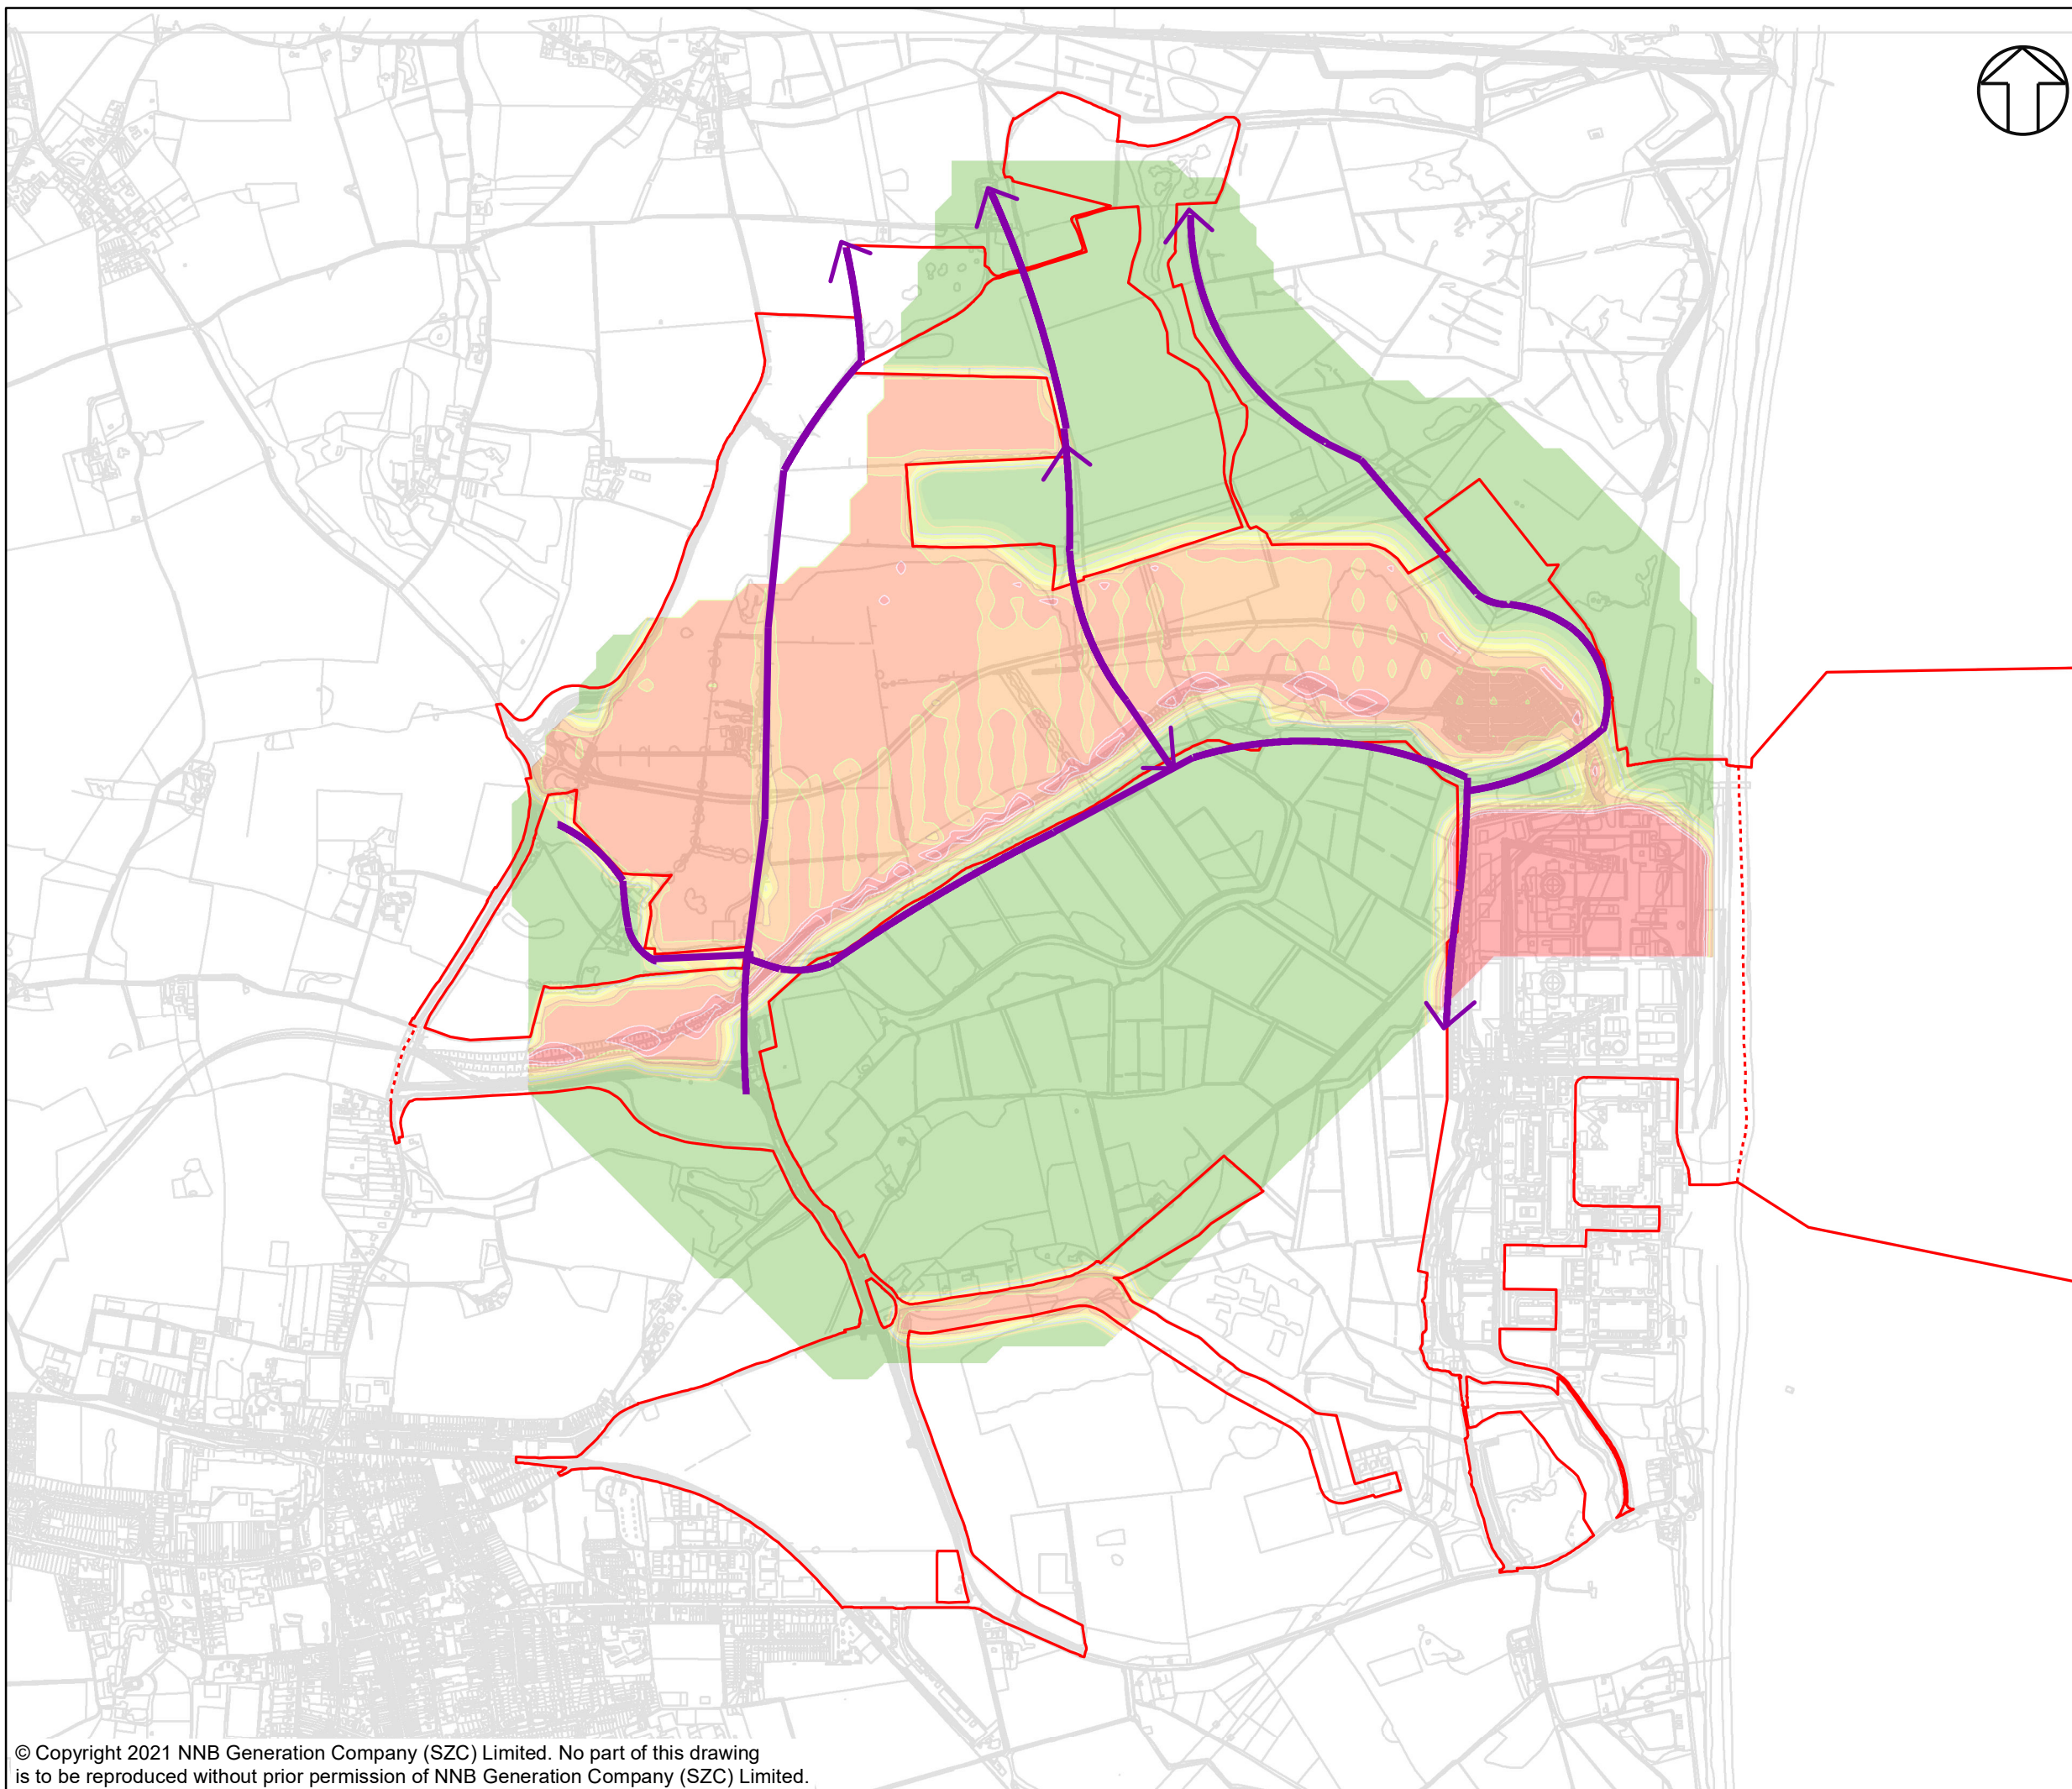 © Copyright 2021 NNB Generation Company (SZC) Limited. No part of this drawing
is to be reproduced without prior permission of NNB Generation Company (SZC) Limited.